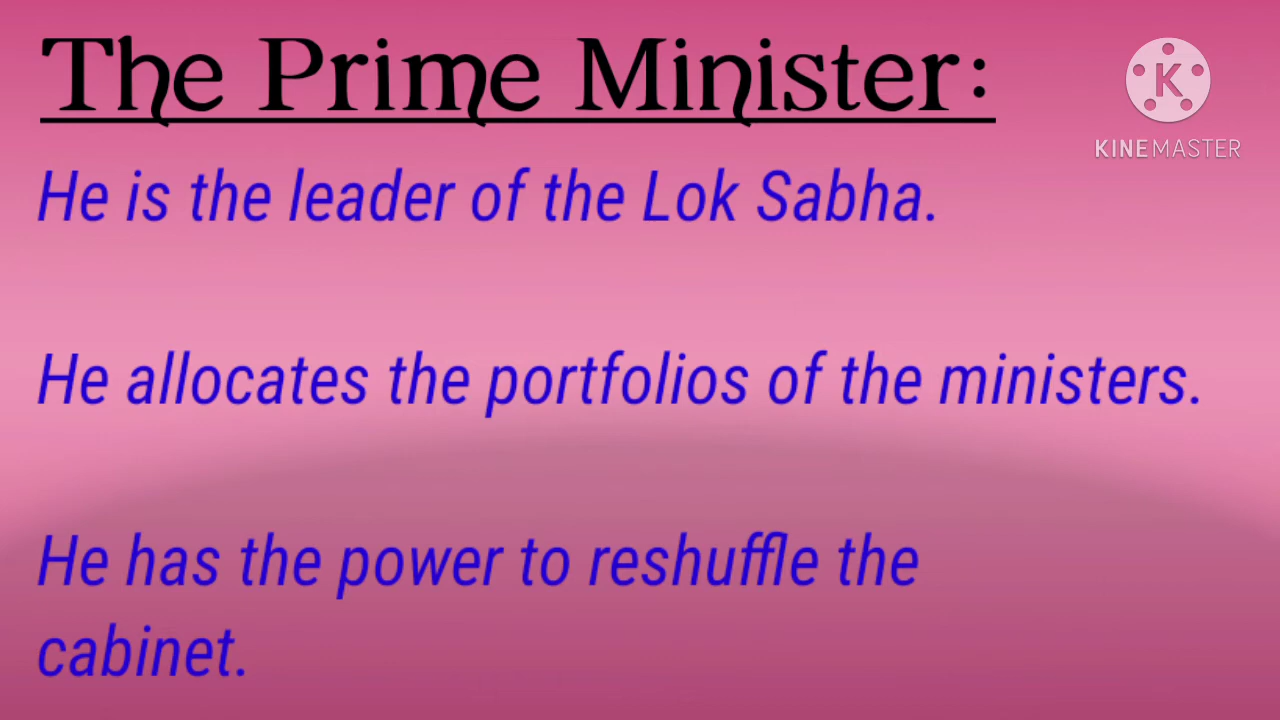 The Prime Minister:
KINEMASTER
He is the leader of the Lok Sabha.
He allocates the portfolios of the ministers.
He has the power to reshuffle the
cabinet.